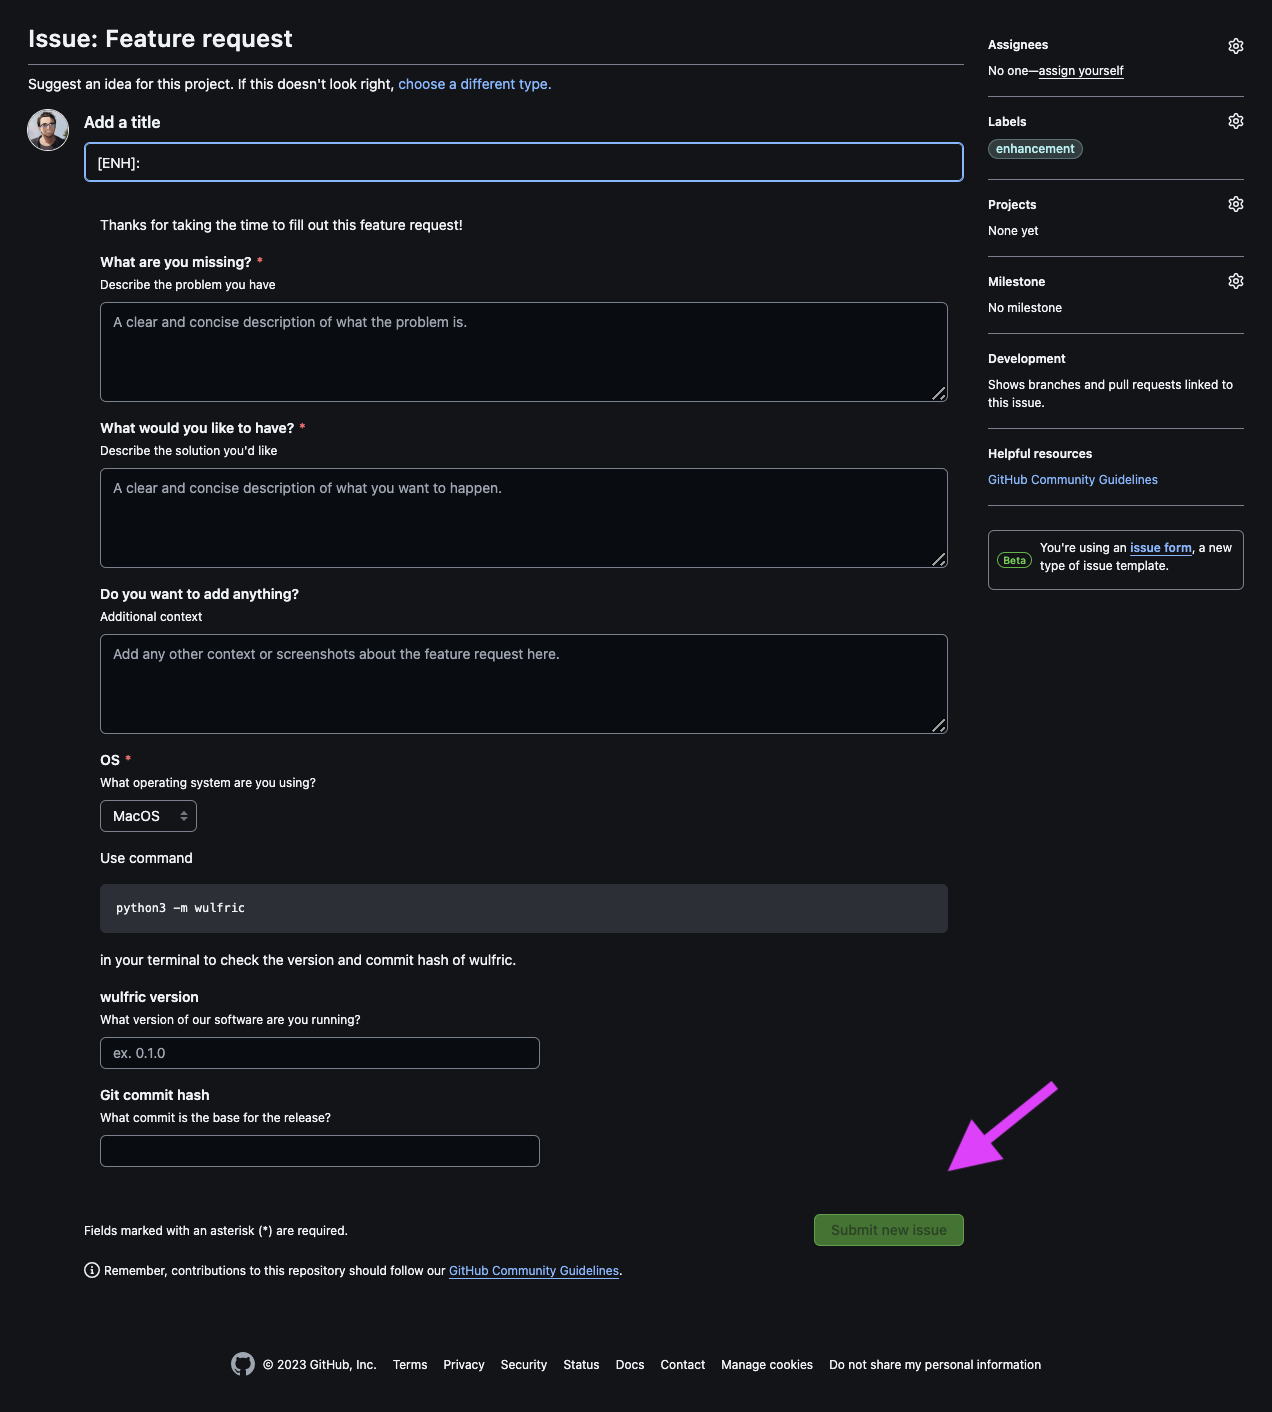 Issue: Feature request
Suggest an idea for this project. If this doesn't look right, choose a different type.
Add a title
[ENH]:
Thanks for taking the time to fill out this feature request!
What are you missing? *
Describe the problem you have
A clear and concise description of what the problem is.
What would you like to have? *
Describe the solution you'd like
A clear and concise description of what you want to happen.
Do you want to add anything?
Additional context
Add any other context or screenshots about the feature request here.
OS *
What operating system are you using?
MacOS
Use command
python3 -m wulfric
in your terminal to check the version and commit hash of wulfric.
wulfric version
What version of our software are you running?
ex. 0.1.0
Git commit hash
What commit is the base for the release?
Fields marked with an asterisk (*) are required.
Submit new issue
Remember, contributions to this repository should follow our GitHub Community Guidelines.
Assignees
No one—assign yourself
Labels
enhancement
Projects
None yet
Milestone
No milestone
Development
Shows branches and pull requests linked to
this issue.
Helpful resources
GitHub Community Guidelines
Beta
You're using an issue form, a new
type of issue template.
© 2023 GitHub, Inc. Terms Privacy Security Status Docs Contact Manage cookies Do not share my personal information